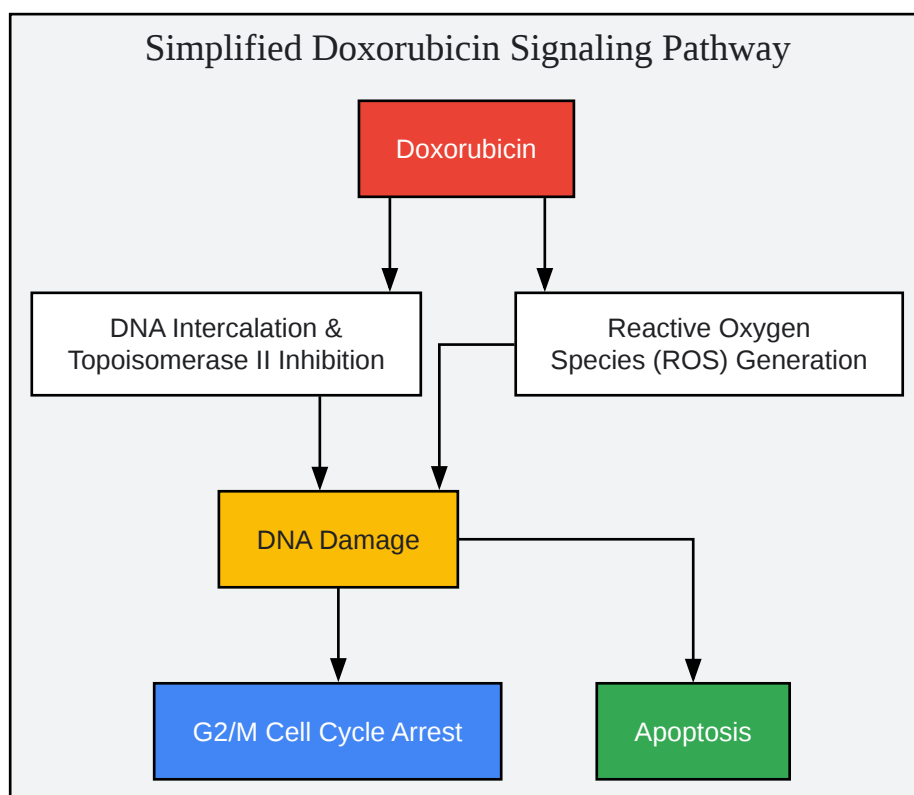 Simplified Doxorubicin Signaling Pathway
Doxorubicin
DNA Intercalation &
Topoisomerase II Inhibition
Reactive Oxygen
Species (ROS) Generation
DNA Damage
G2/M Cell Cycle Arrest
Apoptosis